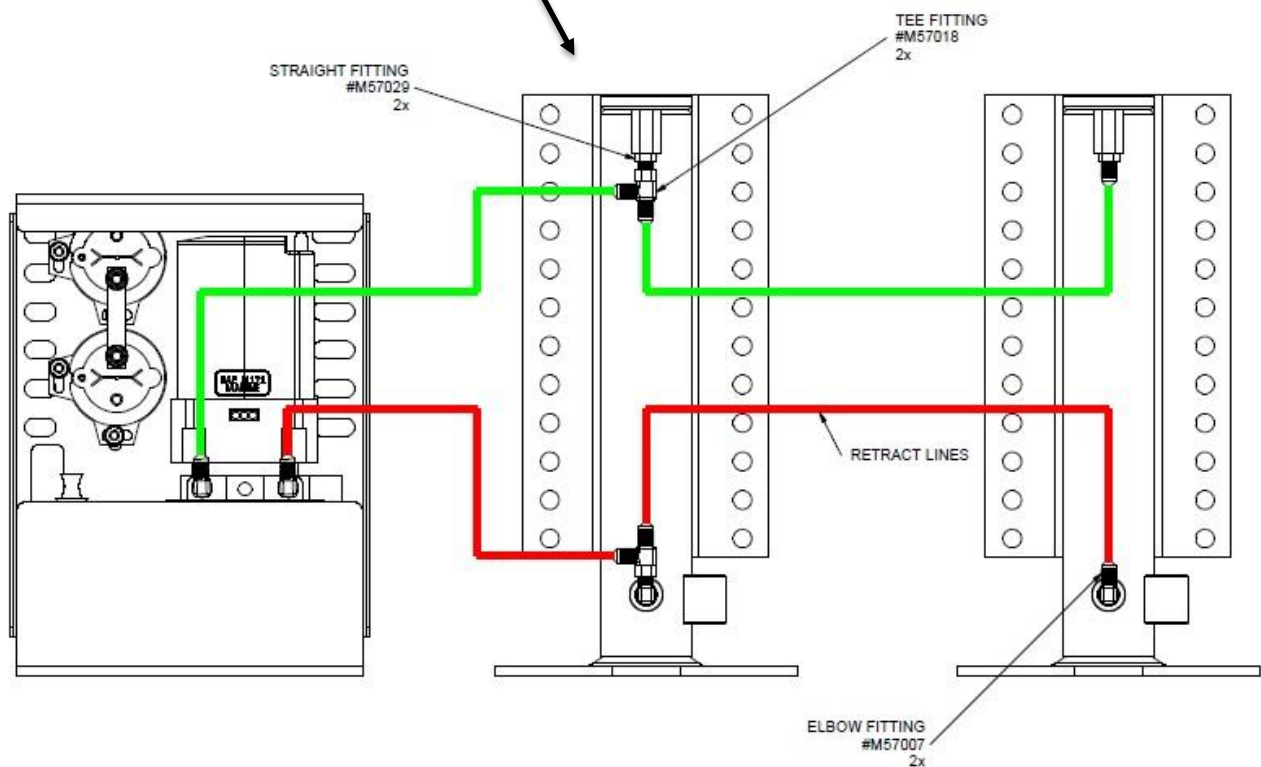 TEE FITTING
#M57018
2x
STRAIGHT FITTING
#M57029
2x
RETRACT LINES
ELBOW FITTING
#M57007
2x